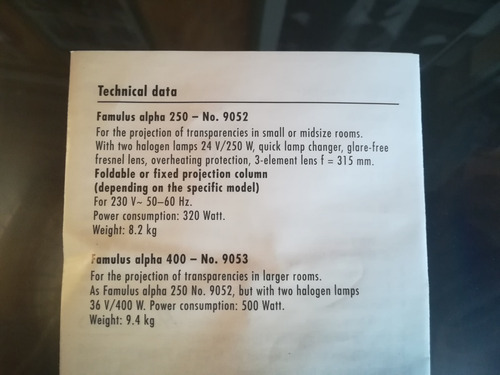 Technical data
Famulus alpha 250 – No. 9052
For the projection of transparencies in small or midsize rooms.
With two halogen lamps 24 V/250 W, quick lamp changer, glare-free
fresnel lens, overheating protection, 3-element lens f = 315 mm.
Foldable or fixed projection column
(depending on the specific model)
For 230 V~ 50–60 Hz.
Power consumption: 320 Watt.
Weight: 8.2 kg
Famulus alpha 400 – No. 9053
For the projection of transparencies in larger rooms.
As Famulus alpha 250 No. 9052, but with two halogen lamps
36 V/400 W. Power consumption: 500 Watt.
Weight: 9.4 kg